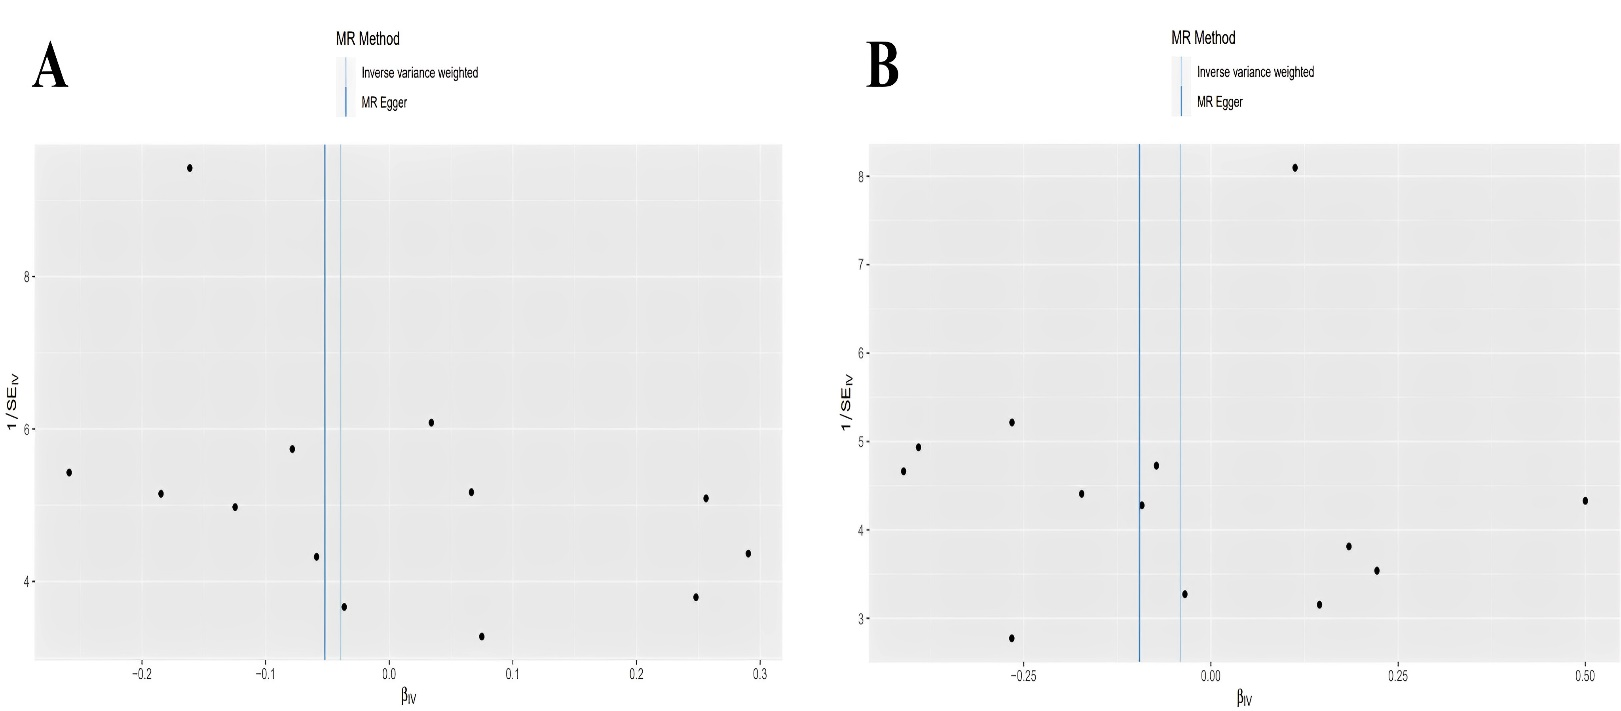 A
MR Method
Inverse variance weighted
MR Egger
8
6
4
1/SEIV
−0.2
−0.1
0.0
0.1
0.2
0.3
βIV
B
MR Method
Inverse variance weighted
MR Egger
8
7
6
5
4
3
1/SEIV
−0.25
0.00
0.25
0.50
βIV